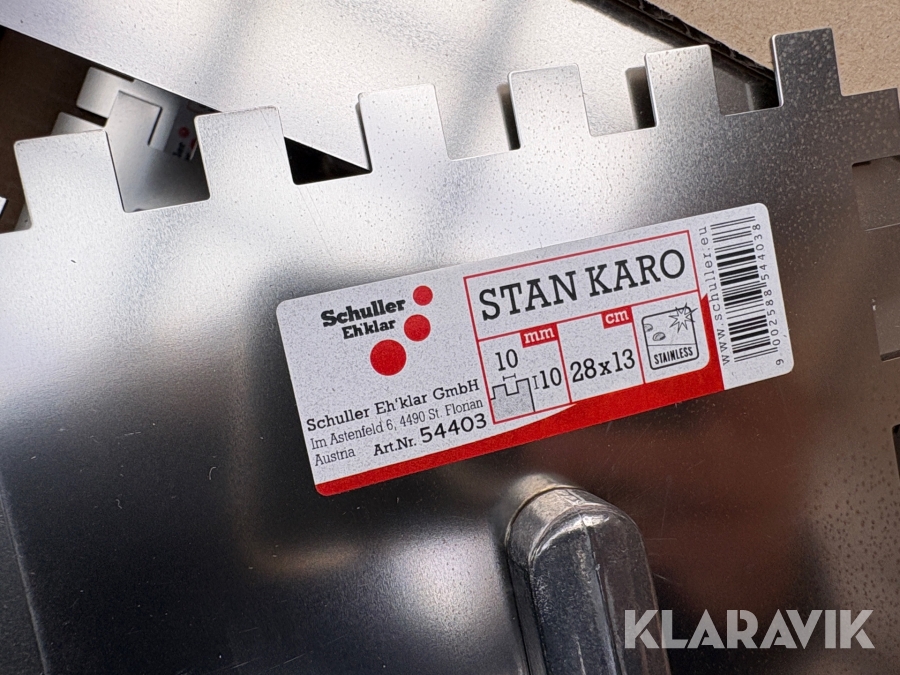 Schuller
Eh'klar
Schuller Eh'klar GmbH
Im Astenfeld 6, 4490 St. Florian
Austria
Art.Nr. 54403
STAN KARO
mm
10
10
cm
28x13
STAINLESS
www.schuller.eu
9 002588 544038
KLARAVIK